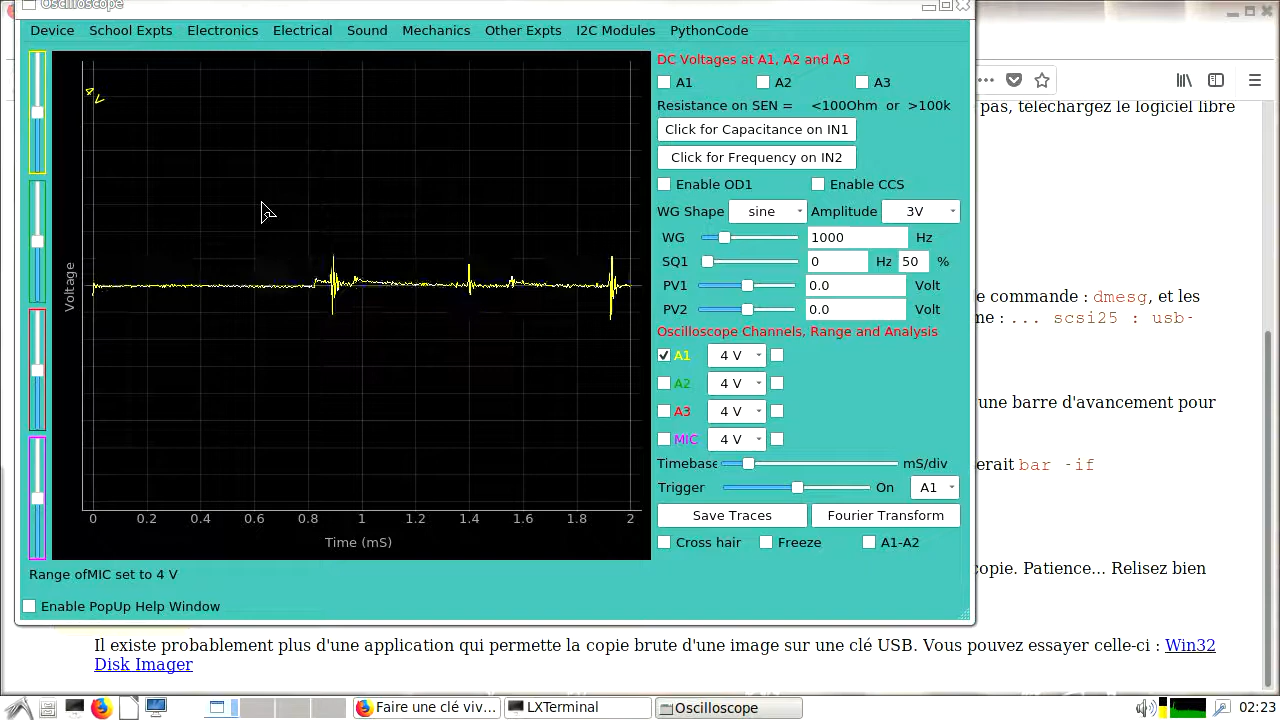 Oscilloscope
Device School Expts Electronics Electrical Sound Mechanics Other Expts I2C Modules PythonCode
4 V
Voltage
0 0.2 0.4 0.6 0.8 1 1.2 1.4 1.6 1.8 2
Time (mS)
Range ofMIC set to 4 V
Enable PopUp Help Window
DC Voltages at A1, A2 and A3
A1 A2 A3
Resistance on SEN = <100Ohm or >100k
Click for Capacitance on IN1
Click for Frequency on IN2
Enable OD1 Enable CCS
WG Shape sine Amplitude 3V
WG 1000 Hz
SQ1 0 Hz 50 %
PV1 0.0 Volt
PV2 0.0 Volt
Oscilloscope Channels, Range and Analysis
A1 4 V
A2 4 V
A3 4 V
MIC 4 V
Timebase mS/div
Trigger On A1
Save Traces Fourier Transform
Cross hair Freeze A1-A2
pas, téléchargez le logiciel libre
e commande : dmesg, et les
me : ... scsi25 : usb-
une barre d'avancement pour
erait bar -if
copie. Patience... Relisez bien
Il existe probablement plus d'une application qui permette la copie brute d'une image sur une clé USB. Vous pouvez essayer celle-ci : Win32
Disk Imager
Faire une clé viv... LXTerminal Oscilloscope 02:23